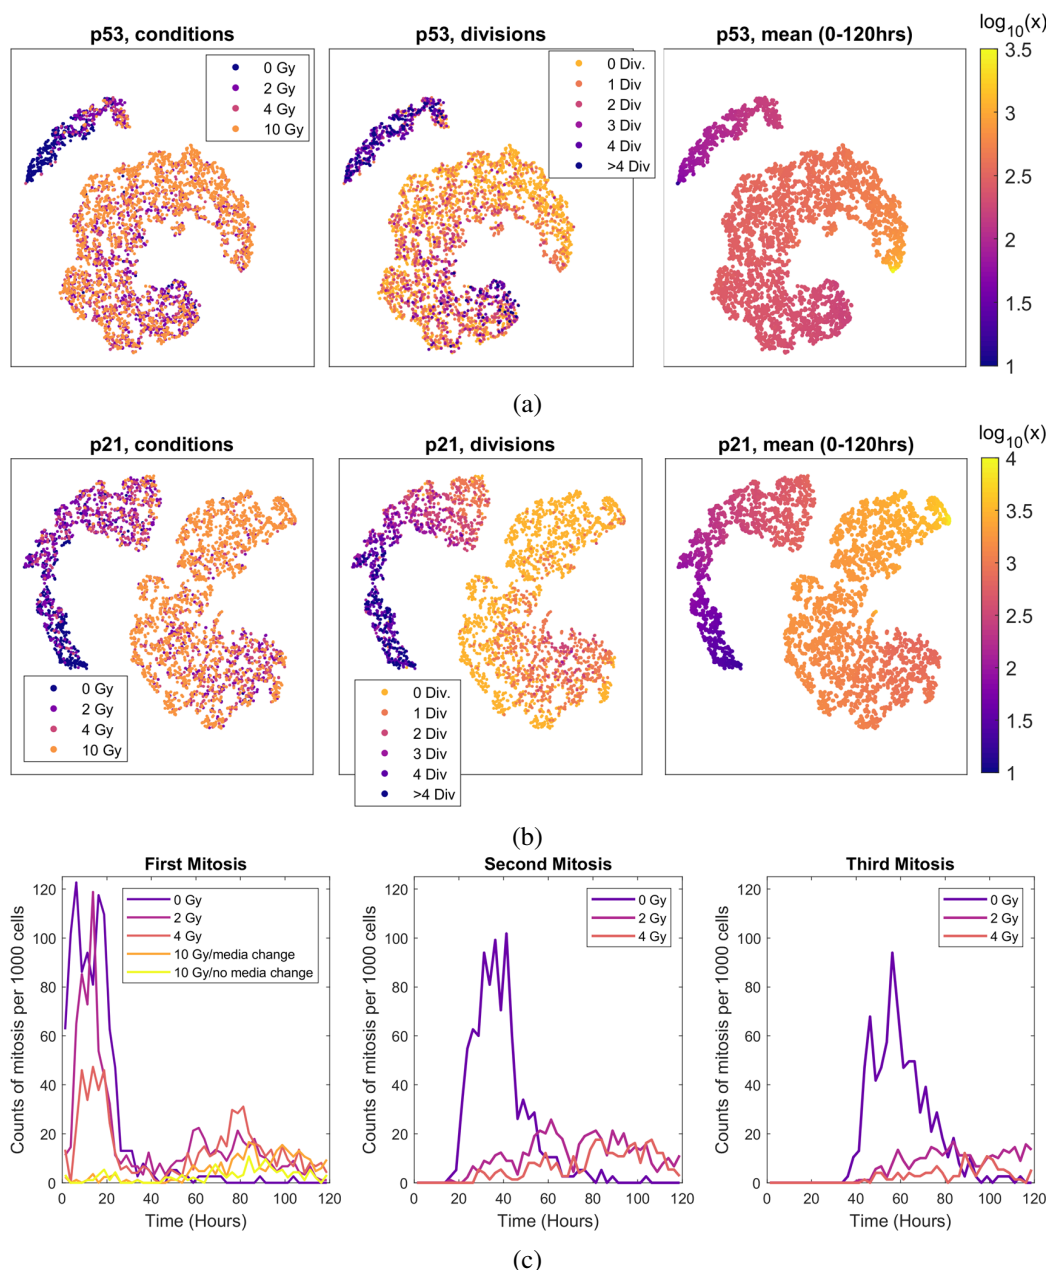 p53, conditions
0 Gy
2 Gy
4 Gy
10 Gy
p53, divisions
0 Div.
1 Div
2 Div
3 Div
4 Div
>4 Div
p53, mean (0-120hrs)
log10(x)
3.5
3
2.5
2
1.5
1
(a)
p21, conditions
0 Gy
2 Gy
4 Gy
10 Gy
p21, divisions
0 Div.
1 Div
2 Div
3 Div
4 Div
>4 Div
p21, mean (0-120hrs)
log10(x)
4
3.5
3
2.5
2
1.5
1
(b)
First Mitosis
Counts of mitosis per 1000 cells
120
100
80
60
40
20
0
0 Gy
2 Gy
4 Gy
10 Gy/media change
10 Gy/no media change
0 20 40 60 80 100 120
Time (Hours)
Second Mitosis
Counts of mitosis per 1000 cells
120
100
80
60
40
20
0
0 Gy
2 Gy
4 Gy
0 20 40 60 80 100 120
Time (Hours)
Third Mitosis
Counts of mitosis per 1000 cells
120
100
80
60
40
20
0
0 Gy
2 Gy
4 Gy
0 20 40 60 80 100 120
Time (Hours)
(c)